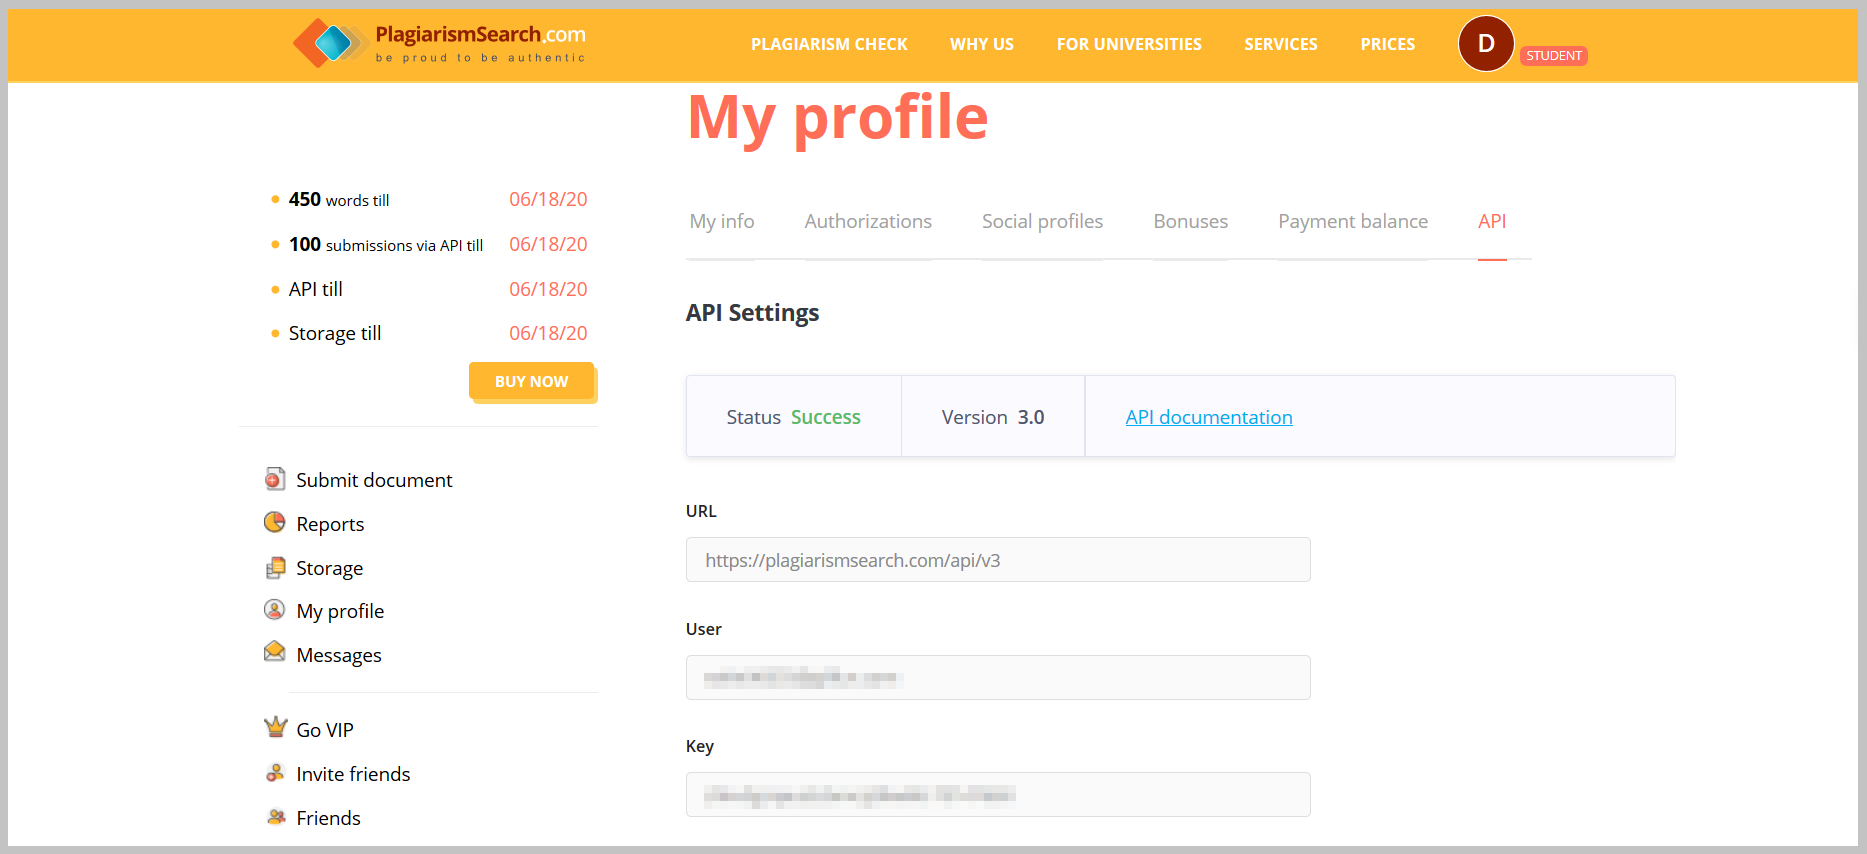 PlagiarismSearch.com
be proud to be authentic
PLAGIARISM CHECK WHY US FOR UNIVERSITIES SERVICES PRICES D STUDENT
My profile
450 words till 06/18/20
100 submissions via API till 06/18/20
API till 06/18/20
Storage till 06/18/20
BUY NOW
Submit document
Reports
Storage
My profile
Messages
Go VIP
Invite friends
Friends
My info Authorizations Social profiles Bonuses Payment balance API
API Settings
Status Success Version 3.0 API documentation
URL
https://plagiarismsearch.com/api/v3
User
Key